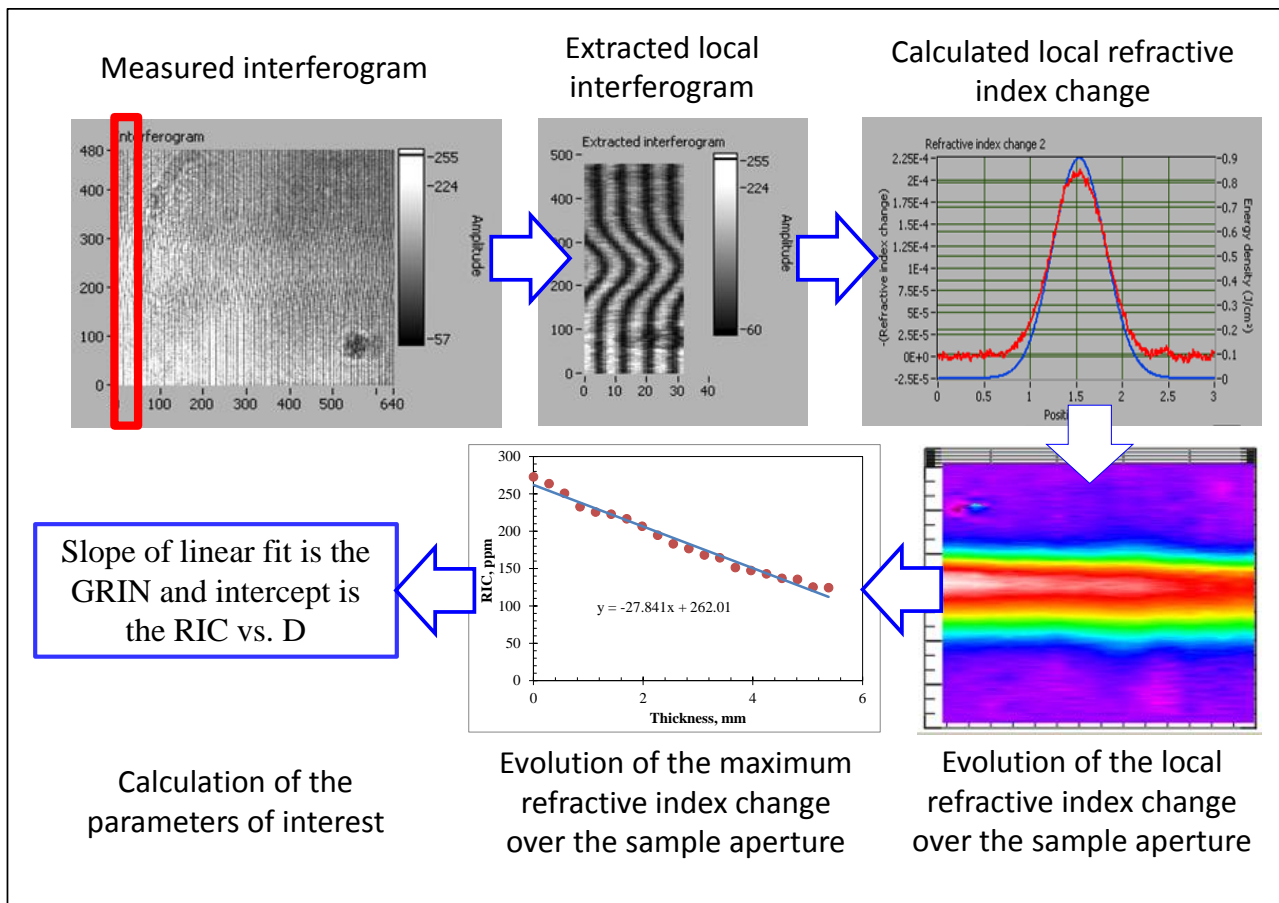 Measured interferogram
Extracted local
interferogram
Calculated local refractive
index change
Interferogram
480
400
300
200
100
0
100
200
300
400
500
640
255
224
57
Amplitude
Extracted interferogram
500
400
300
200
100
0
0
10
20
30
40
255
224
60
Amplitude
Refractive index change 2
2.25E-4
2E-4
1.75E-4
1.5E-4
1.25E-4
1E-4
7.5E-5
5E-5
2.5E-5
0E+0
-2.5E-5
-(Refractive index change)
0
0.5
1
1.5
2
2.5
3
0.9
0.8
0.7
0.6
0.5
0.4
0.3
0.2
0.1
0
Energy density (J/cm²)
Slope of linear fit is the
GRIN and intercept is
the RIC vs. D
300
250
200
150
100
50
0
RIC, ppm
y = -27.841x + 262.01
0
2
4
6
Thickness, mm
Calculation of the
parameters of interest
Evolution of the maximum
refractive index change
over the sample aperture
Evolution of the local
refractive index change
over the sample aperture